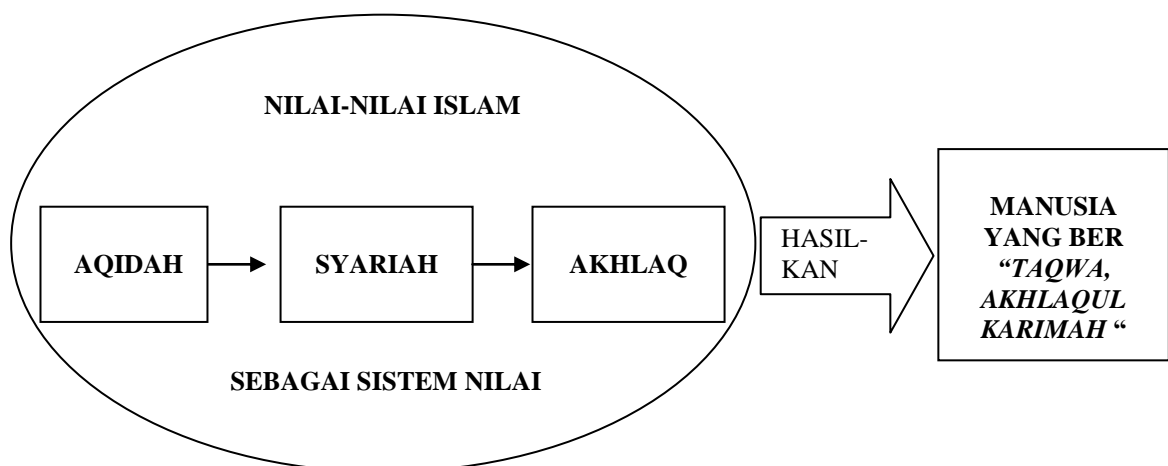 NILAI-NILAI ISLAM
AQIDAH
SYARIAH
AKHLAQ
SEBAGAI SISTEM NILAI
HASIL-
KAN
MANUSIA
YANG BER
“TAQWA,
AKHLAQUL
KARIMAH “